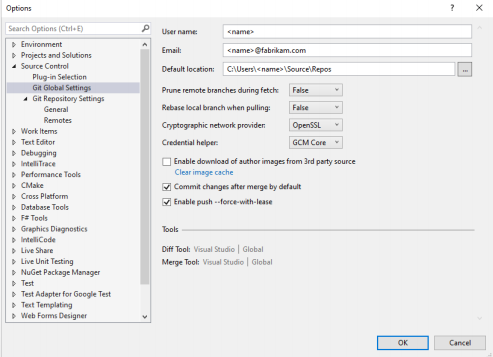 Options
?
Search Options (Ctrl+E)
Environment
Projects and Solutions
Source Control
Plug-in Selection
Git Global Settings
Git Repository Settings
General
Remotes
Work Items
Text Editor
Debugging
IntelliTrace
Performance Tools
CMake
Cross Platform
Database Tools
F# Tools
Graphics Diagnostics
IntelliCode
Live Share
Live Unit Testing
NuGet Package Manager
Test
Test Adapter for Google Test
Text Templating
Web Forms Designer
User name: <name>
Email: <name>@fabrikam.com
Default location: C:\Users\<name>\Source\Repos ...
Prune remote branches during fetch: False
Rebase local branch when pulling: False
Cryptographic network provider: OpenSSL
Credential helper: GCM Core
Enable download of author images from 3rd party source
Clear image cache
Commit changes after merge by default
Enable push --force-with-lease
Tools
Diff Tool: Visual Studio | Global
Merge Tool: Visual Studio | Global
OK Cancel